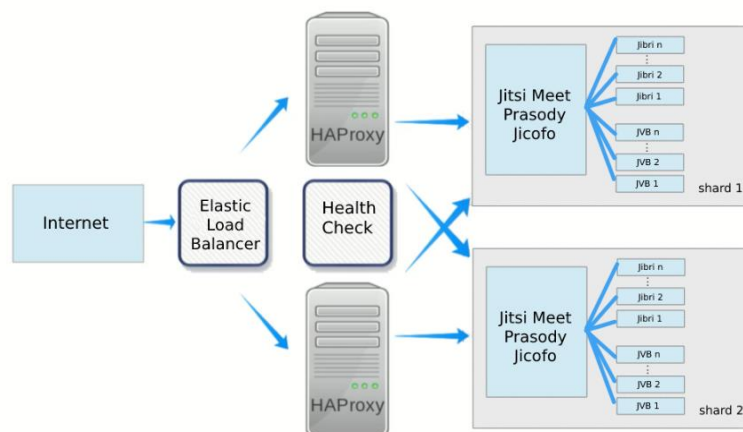 Internet
Elastic
Load
Balancer
HAProxy
Health
Check
HAProxy
Jitsi Meet
Prasody
Jicofo
Jibri n
Jibri 2
Jibri 1
JVB n
JVB 2
JVB 1
shard 1
Jitsi Meet
Prasody
Jicofo
Jibri n
Jibri 2
Jibri 1
JVB n
JVB 2
JVB 1
shard 2